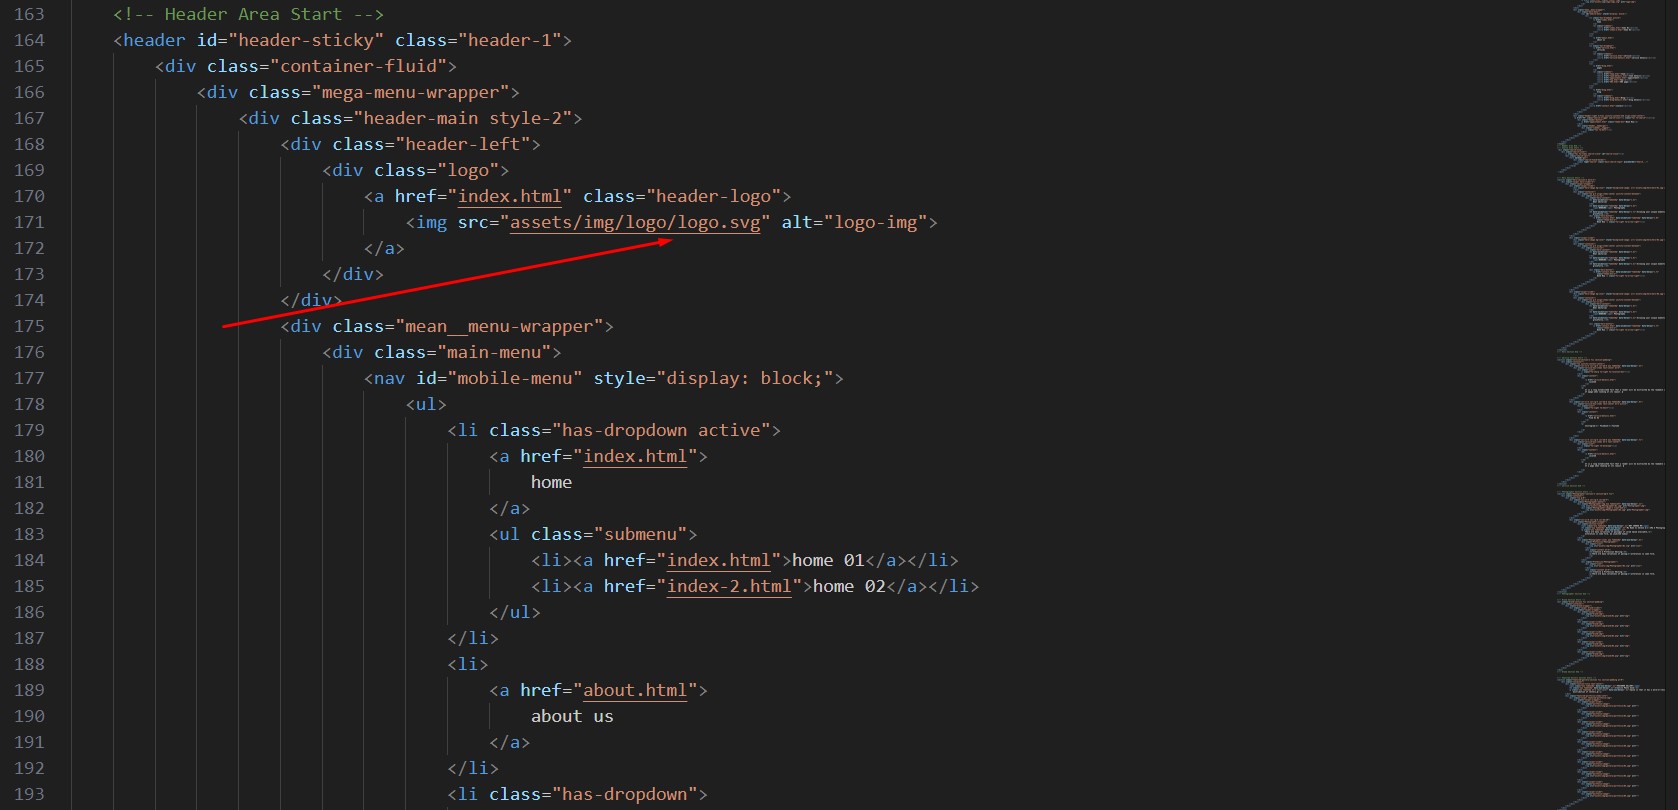 163 <!-- Header Area Start -->
164 <header id="header-sticky" class="header-1">
165 <div class="container-fluid">
166 <div class="mega-menu-wrapper">
167 <div class="header-main style-2">
168 <div class="header-left">
169 <div class="logo">
170 <a href="index.html" class="header-logo">
171 <img src="assets/img/logo/logo.svg" alt="logo-img">
172 </a>
173 </div>
174 </div>
175 <div class="mean__menu-wrapper">
176 <div class="main-menu">
177 <nav id="mobile-menu" style="display: block;">
178 <ul>
179 <li class="has-dropdown active">
180 <a href="index.html">
181 home
182 </a>
183 <ul class="submenu">
184 <li><a href="index.html">home 01</a></li>
185 <li><a href="index-2.html">home 02</a></li>
186 </ul>
187 </li>
188 <li>
189 <a href="about.html">
190 about us
191 </a>
192 </li>
193 <li class="has-dropdown">